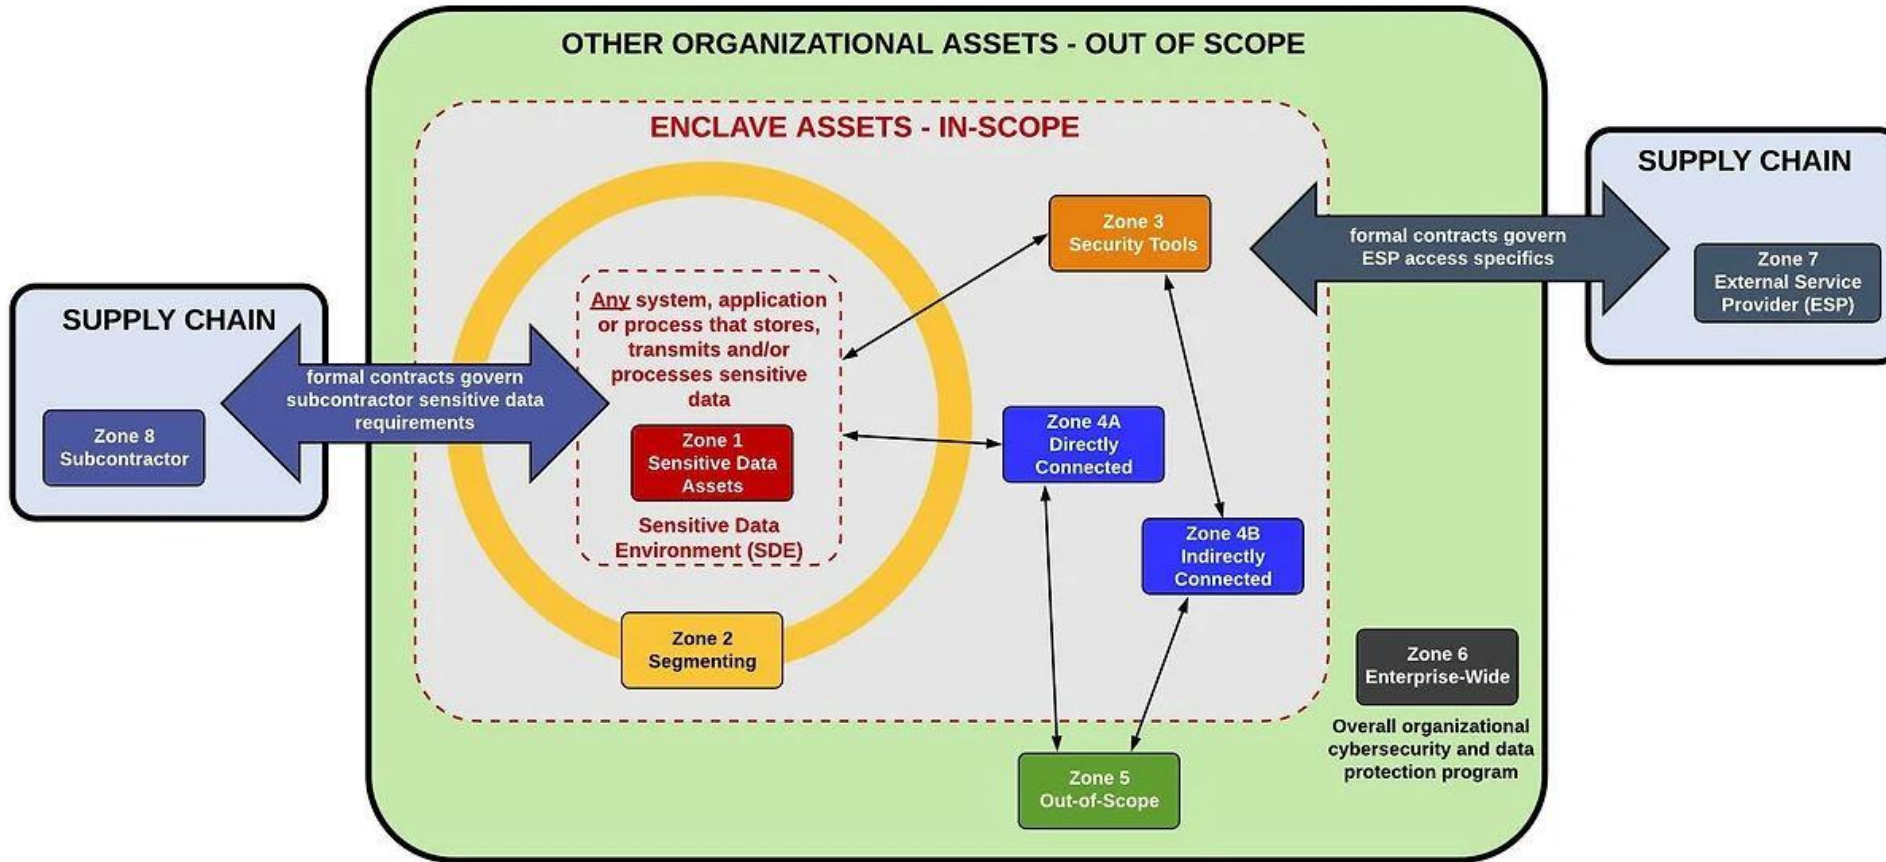 OTHER ORGANIZATIONAL ASSETS - OUT OF SCOPE
ENCLAVE ASSETS - IN-SCOPE
SUPPLY CHAIN
Zone 8
Subcontractor
formal contracts govern
subcontractor sensitive data
requirements
Any system, application
or process that stores,
transmits and/or
processes sensitive
data
Zone 1
Sensitive Data
Assets
Sensitive Data
Environment (SDE)
Zone 2
Segmenting
Zone 3
Security Tools
Zone 4A
Directly
Connected
Zone 4B
Indirectly
Connected
Zone 5
Out-of-Scope
Zone 6
Enterprise-Wide
Overall organizational
cybersecurity and data
protection program
formal contracts govern
ESP access specifics
SUPPLY CHAIN
Zone 7
External Service
Provider (ESP)